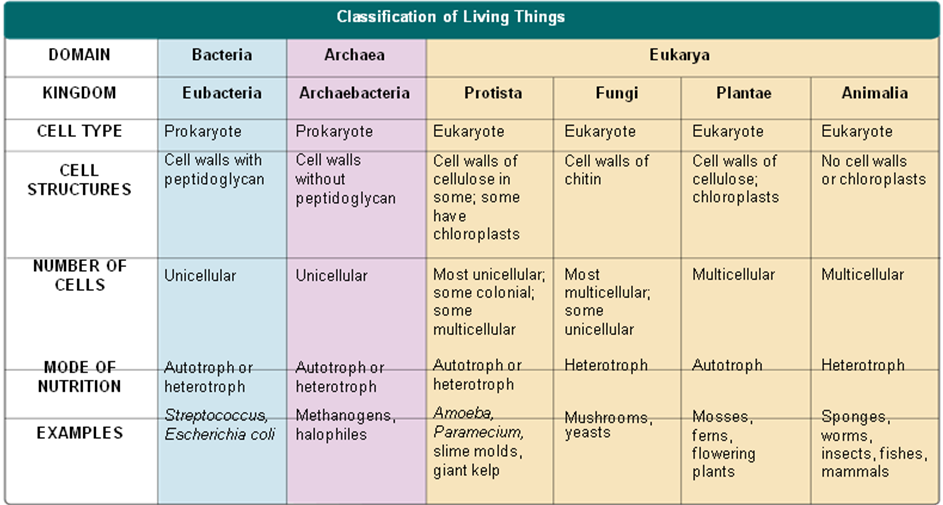 Classification of Living Things
DOMAIN Bacteria Archaea Eukarya
KINGDOM Eubacteria Archaebacteria Protista Fungi Plantae Animalia
CELL TYPE Prokaryote Prokaryote Eukaryote Eukaryote Eukaryote Eukaryote
CELL
STRUCTURES
Cell walls with
peptidoglycan
Cell walls
without
peptidoglycan
Cell walls of
cellulose in
some; some
have
chloroplasts
Cell walls of
chitin
Cell walls of
cellulose;
chloroplasts
No cell walls
or chloroplasts
NUMBER OF
CELLS
Unicellular
Unicellular
Most unicellular;
some colonial;
some
multicellular
Most
multicellular;
some
unicellular
Multicellular
Multicellular
MODE OF
NUTRITION
Autotroph or
heterotroph
Autotroph or
heterotroph
Autotroph or
heterotroph
Heterotroph
Autotroph
Heterotroph
EXAMPLES
Streptococcus,
Escherichia coli
Methanogens,
halophiles
Amoeba,
Paramecium,
slime molds,
giant kelp
Mushrooms,
yeasts
Mosses,
ferns,
flowering
plants
Sponges,
worms,
insects, fishes,
mammals